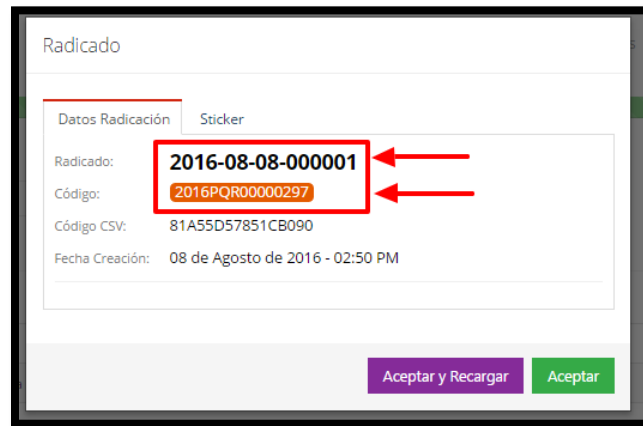 Radicado
Datos Radicación Sticker
Radicado: 2016-08-08-000001
Código: 2016PQR00000297
Código CSV: 81A55D57851CB090
Fecha Creación: 08 de Agosto de 2016 - 02:50 PM
Aceptar y Recargar Aceptar